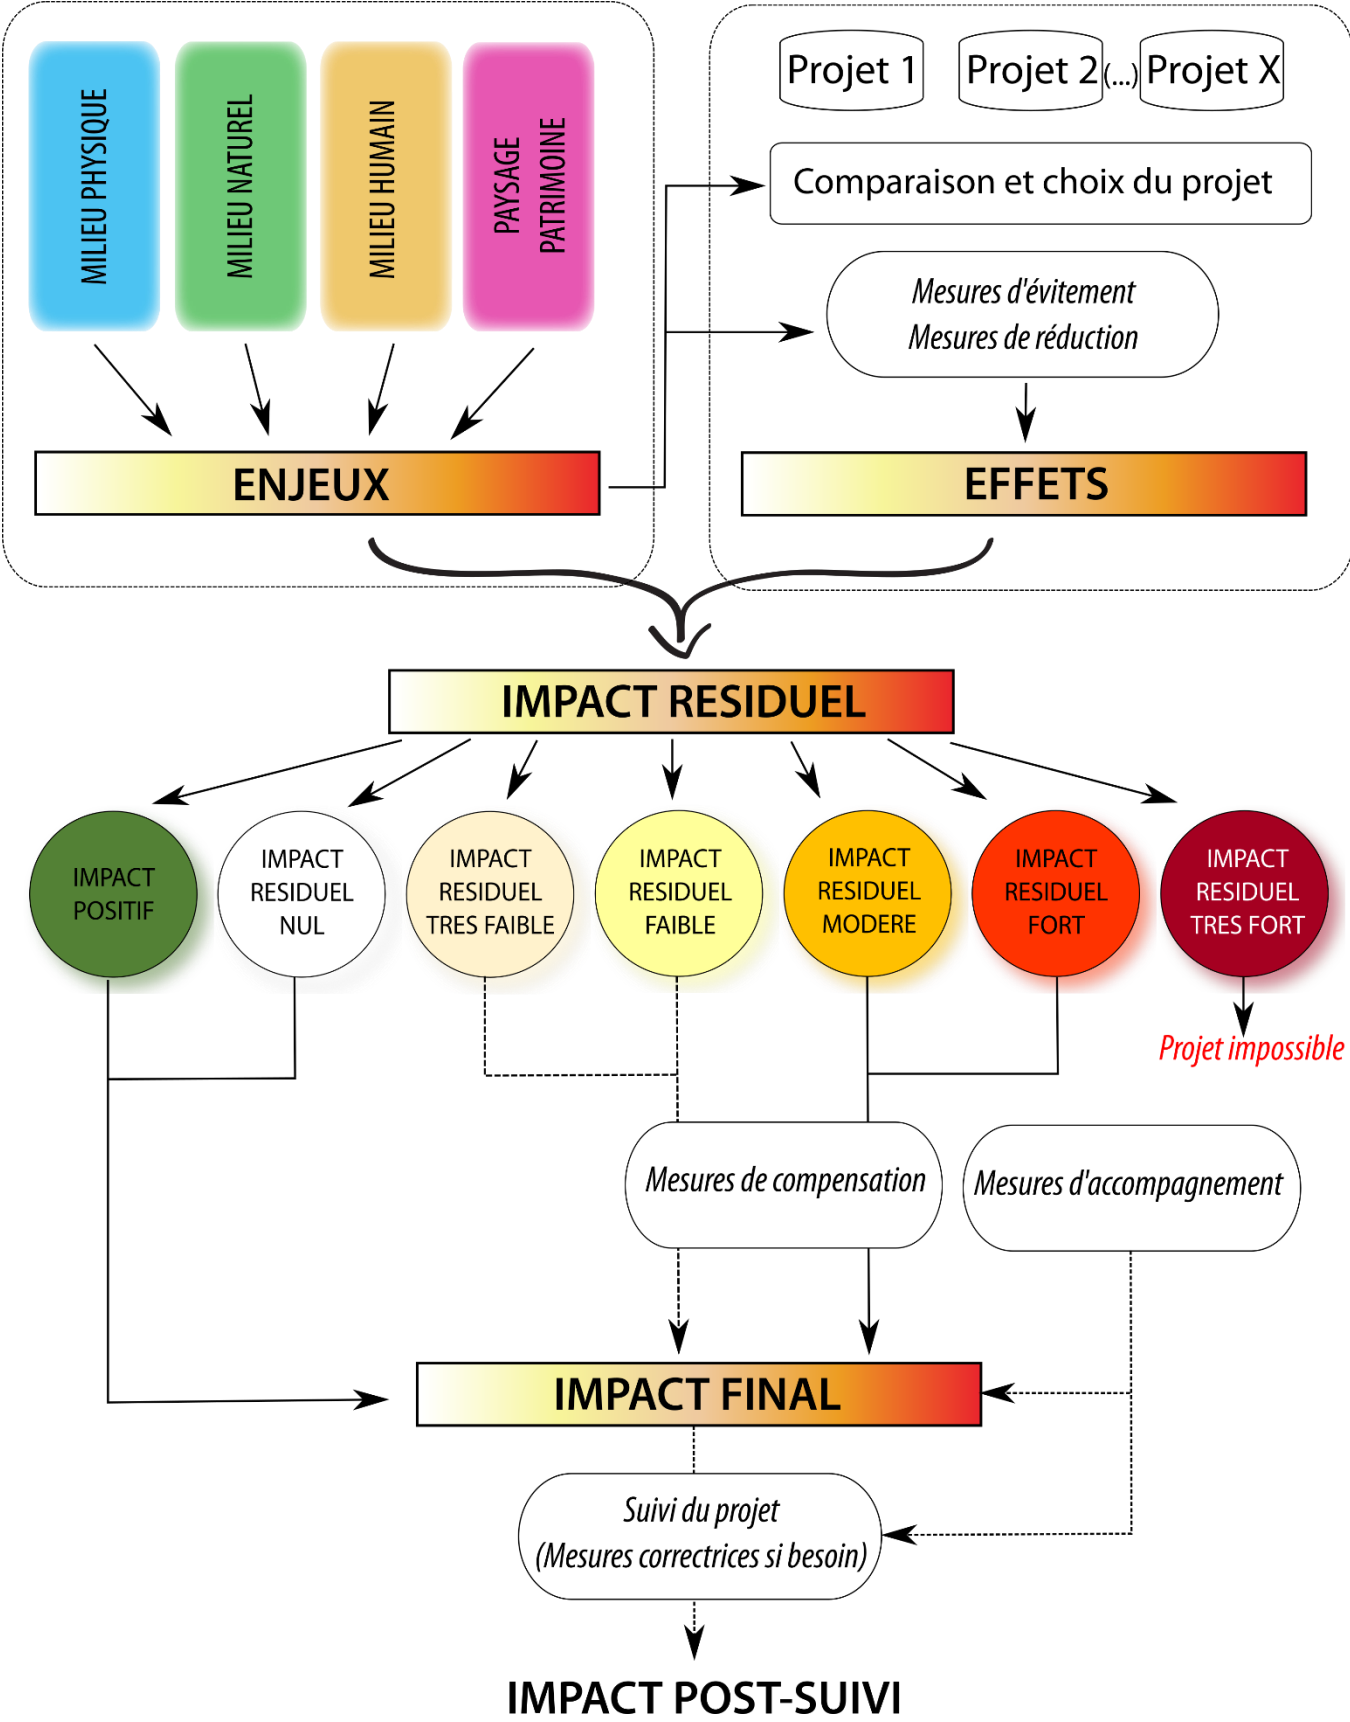 MILIEU PHYSIQUE
MILIEU NATUREL
MILIEU HUMAIN
PAYSAGE
PATRIMOINE
ENJEUX
Projet 1
Projet 2
(...)
Projet X
Comparaison et choix du projet
Mesures d'évitement
Mesures de réduction
EFFETS
IMPACT RESIDUEL
IMPACT
POSITIF
IMPACT
RESIDUEL
NUL
IMPACT
RESIDUEL
TRES FAIBLE
IMPACT
RESIDUEL
FAIBLE
IMPACT
RESIDUEL
MODERE
IMPACT
RESIDUEL
FORT
IMPACT
RESIDUEL
TRES FORT
Projet impossible
Mesures de compensation
Mesures d'accompagnement
IMPACT FINAL
Suivi du projet
(Mesures correctrices si besoin)
IMPACT POST-SUIVI